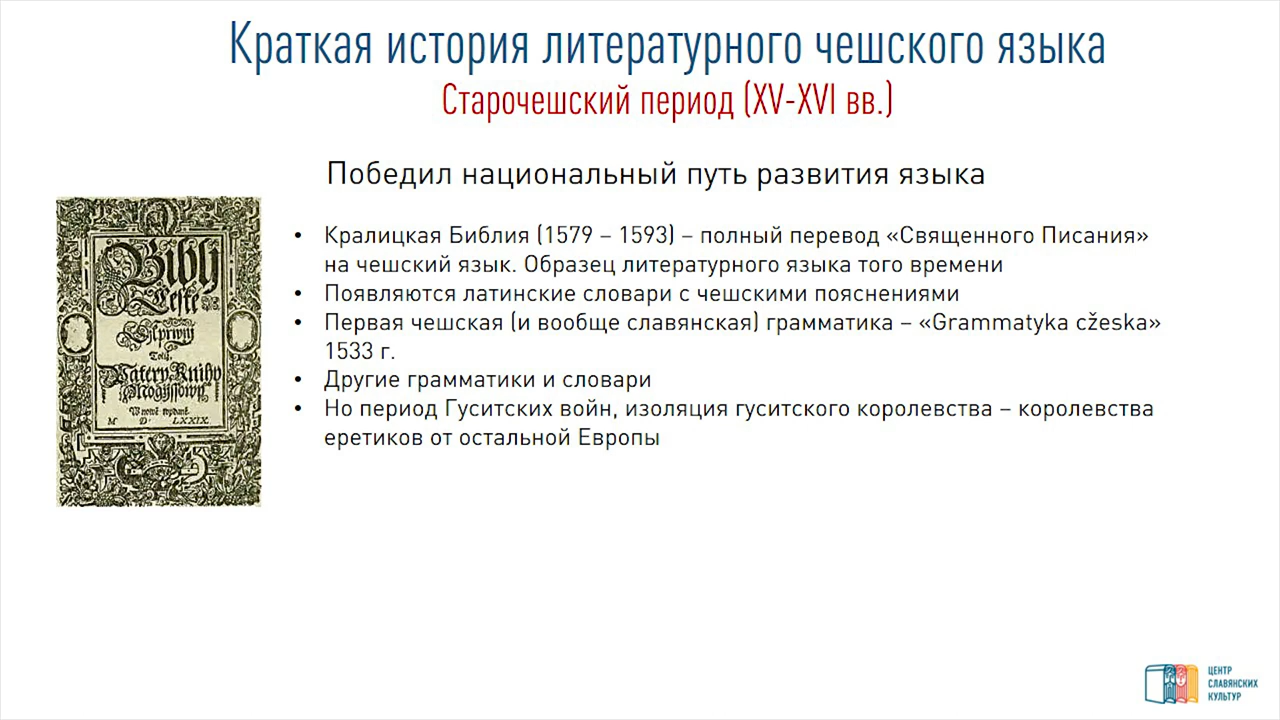 Краткая история литературного чешского языка
Старочешский период (XV-XVI вв.)
Победил национальный путь развития языка
• Кралицкая Библия (1579 – 1593) – полный перевод «Священного Писания»
на чешский язык. Образец литературного языка того времени
• Появляются латинские словари с чешскими пояснениями
• Первая чешская (и вообще славянская) грамматика – «Grammatyka cžeska»
1533 г.
• Другие грамматики и словари
• Но период Гуситских войн, изоляция гуситского королевства – королевства
еретиков от остальной Европы
Biblj
M D LXXIX.
ЦЕНТР
СЛАВЯНСКИХ
КУЛЬТУР